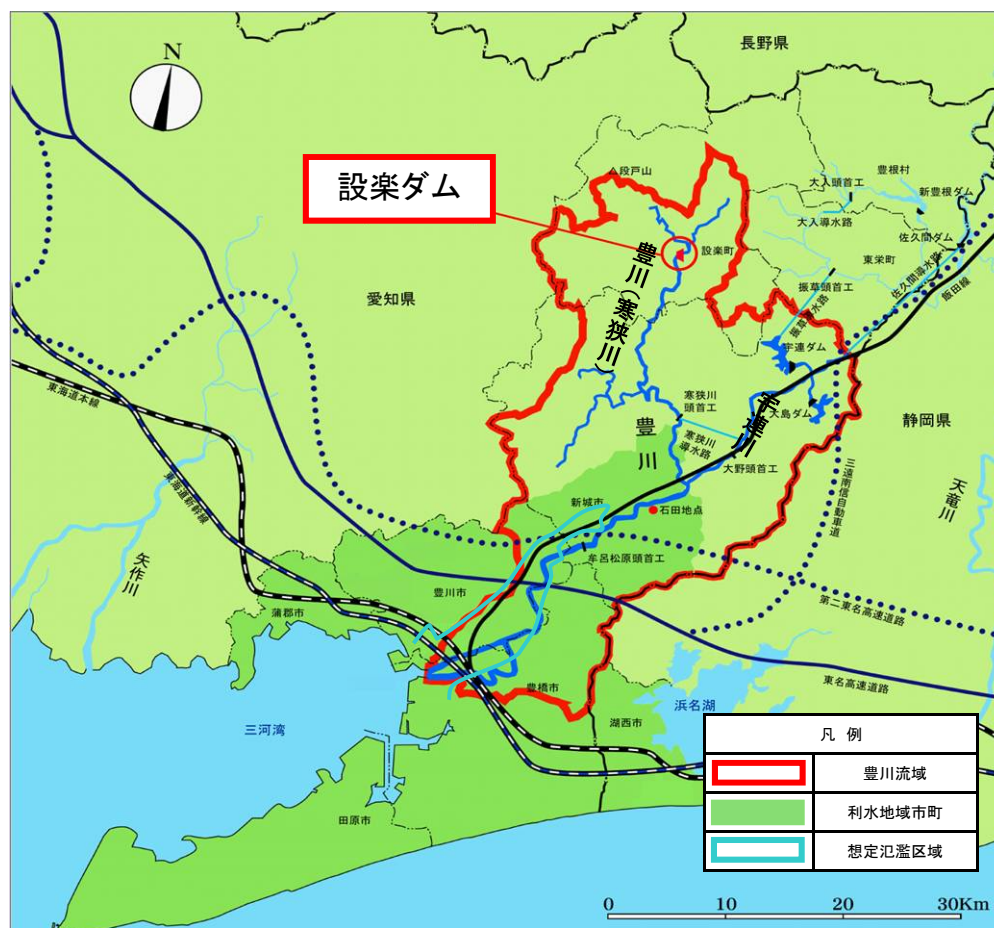 長野県
N
設楽ダム
△段戸山
豊根村
大入頭首工
新豊根ダム
大入導水路
佐久間ダム
設楽町
東栄町
佐久間導水路
愛知県
豊川(寒狭川)
振草頭首工
飯田線
振草導水路
宇連ダム
東海道本線
寒狭川
頭首工
宇連川
大島ダム
静岡県
豊川
寒狭川
導水路
大野頭首工
三遠南信自動車道
天竜川
東海道新幹線
新城市
石田地点
矢作川
牟呂松原頭首工
豊川市
第二東名高速道路
蒲郡市
東名高速道路
豊橋市
浜名湖
湖西市
三河湾
田原市
凡 例
豊川流域
利水地域市町
想定氾濫区域
0 10 20 30Km